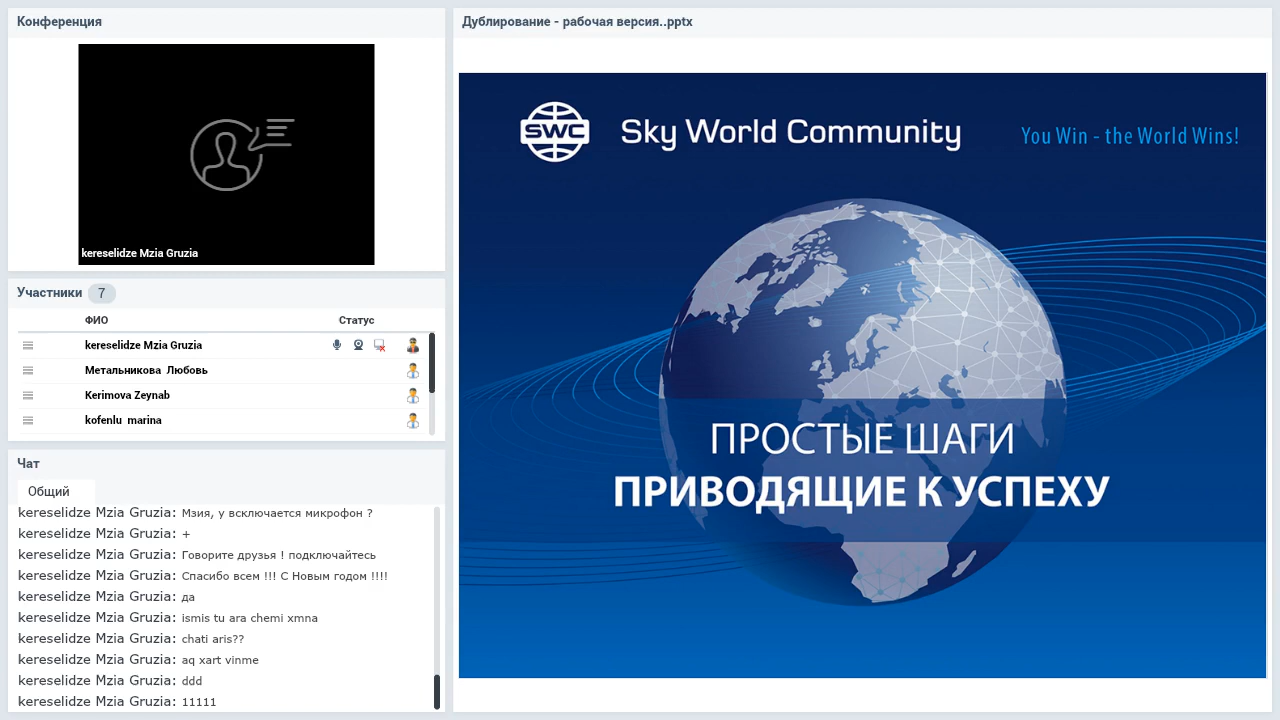 Конференция
kereselidze Mzia Gruzia
Участники 7
ФИО Статус
kereselidze Mzia Gruzia
Метальникова Любовь
Kerimova Zeynab
kofenlu marina
Чат
Общий
kereselidze Mzia Gruzia: Мзия, у всключается микрофон ?
kereselidze Mzia Gruzia: +
kereselidze Mzia Gruzia: Говорите друзья ! подключайтесь
kereselidze Mzia Gruzia: Спасибо всем !!! С Новым годом !!!!
kereselidze Mzia Gruzia: да
kereselidze Mzia Gruzia: ismis tu ara chemi xmna
kereselidze Mzia Gruzia: chati aris??
kereselidze Mzia Gruzia: aq xart vinme
kereselidze Mzia Gruzia: ddd
kereselidze Mzia Gruzia: 11111
Дублирование - рабочая версия..pptx
SWC Sky World Community
You Win - the World Wins!
ПРОСТЫЕ ШАГИ
ПРИВОДЯЩИЕ К УСПЕХУ